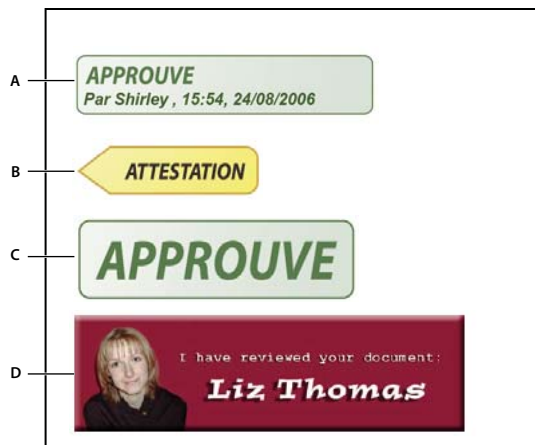 A
APPROUVE
Par Shirley , 15:54, 24/08/2006
B
ATTESTATION
C
APPROUVE
D
I have reviewed your document:
Liz Thomas